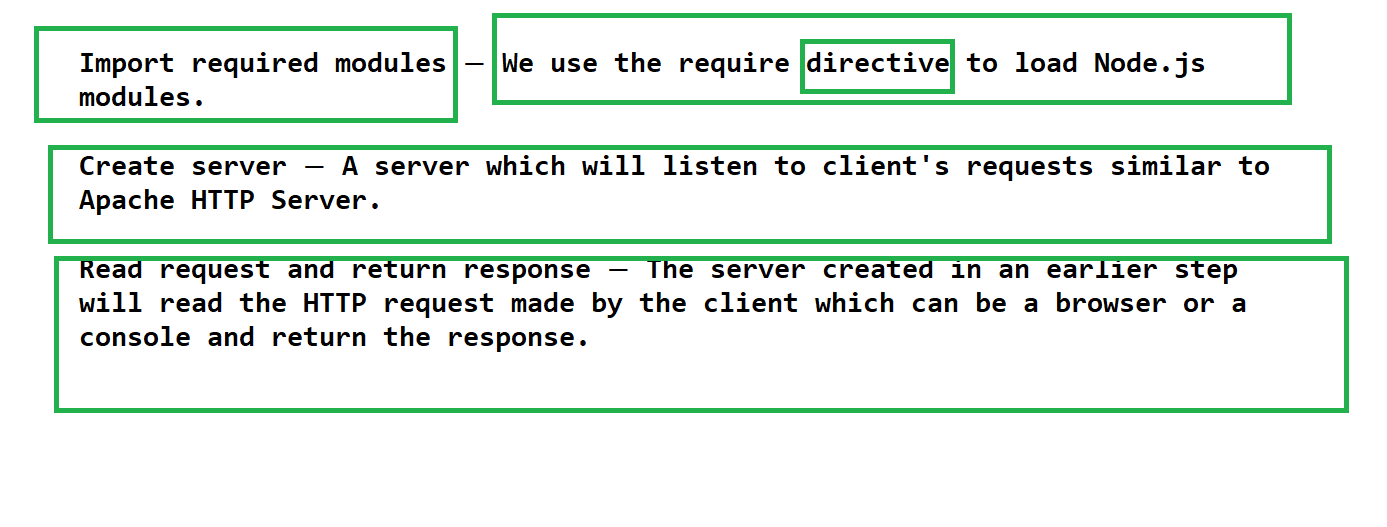 Import required modules — We use the require directive to load Node.js
modules.
Create server — A server which will listen to client's requests similar to
Apache HTTP Server.
Read request and return response — The server created in an earlier step
will read the HTTP request made by the client which can be a browser or a
console and return the response.